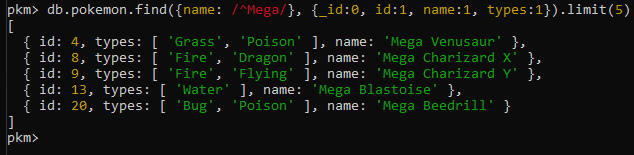 pkm> db.pokemon.find({name: /^Mega/}, {_id:0, id:1, name:1, types:1}).limit(5)
[
  { id: 4, types: [ 'Grass', 'Poison' ], name: 'Mega Venusaur' },
  { id: 8, types: [ 'Fire', 'Dragon' ], name: 'Mega Charizard X' },
  { id: 9, types: [ 'Fire', 'Flying' ], name: 'Mega Charizard Y' },
  { id: 13, types: [ 'Water' ], name: 'Mega Blastoise' },
  { id: 20, types: [ 'Bug', 'Poison' ], name: 'Mega Beedrill' }
]
pkm>